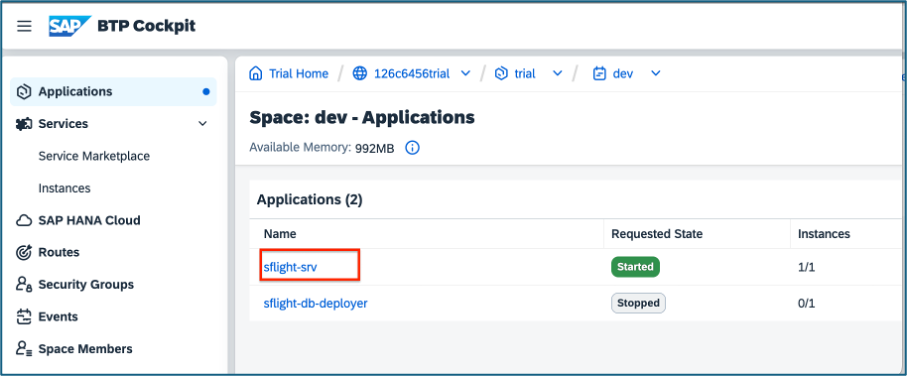 SAP BTP Cockpit
Applications
Services
Service Marketplace
Instances
SAP HANA Cloud
Routes
Security Groups
Events
Space Members
Trial Home / 126c6456trial / trial / dev
Space: dev - Applications
Available Memory: 992MB
Applications (2)
Name Requested State Instances
sflight-srv Started 1/1
sflight-db-deployer Stopped 0/1